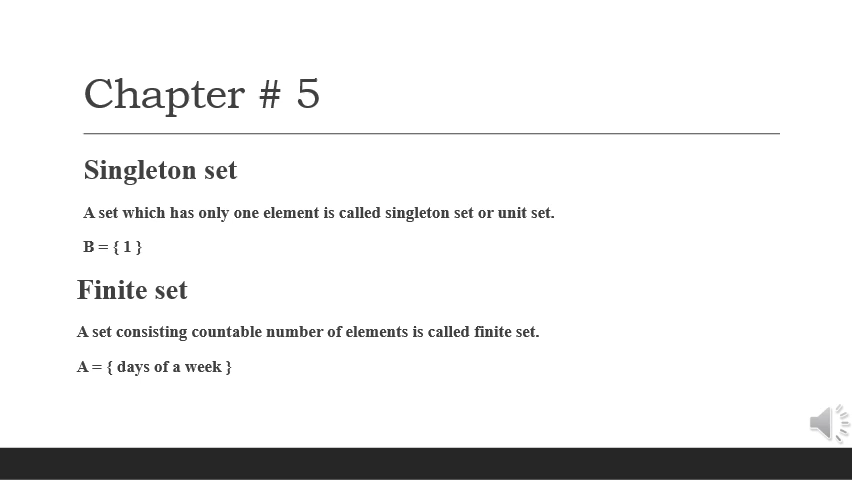 Chapter # 5
Singleton set
A set which has only one element is called singleton set or unit set.
B = { 1 }
Finite set
A set consisting countable number of elements is called finite set.
A = { days of a week }